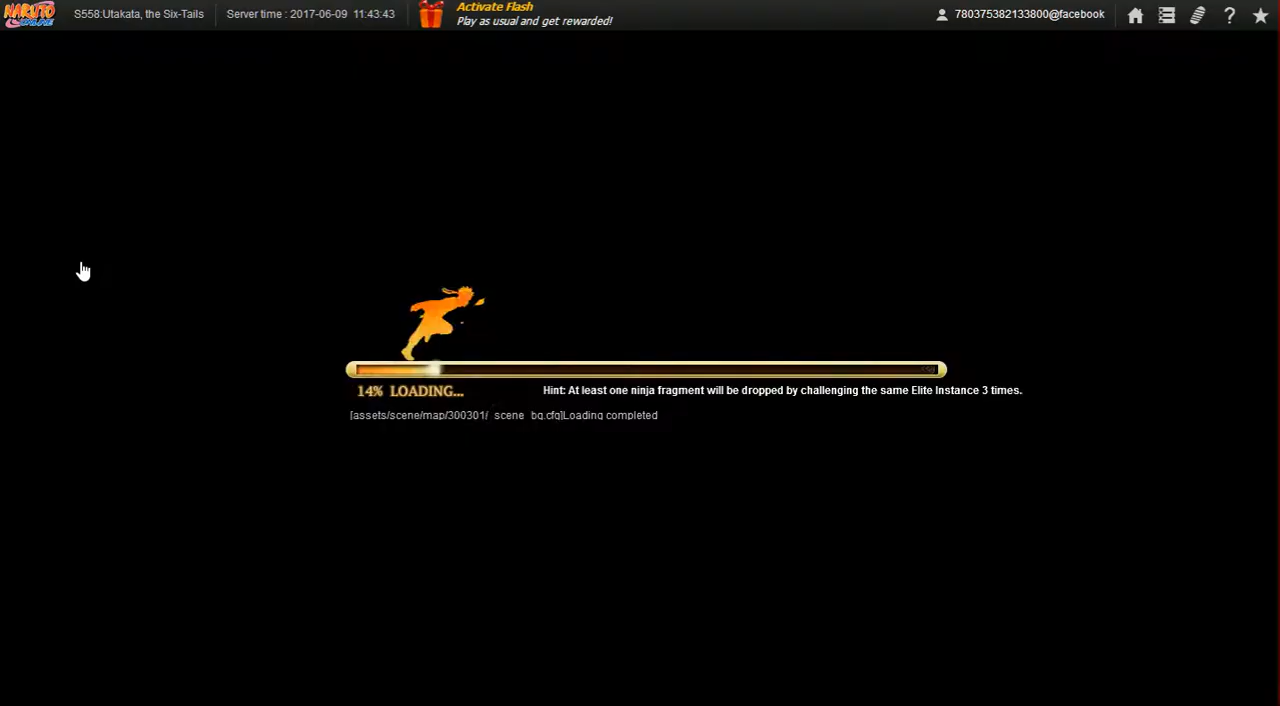 NARUTO
ONLINE
S558:Utakata, the Six-Tails
Server time : 2017-06-09 11:43:43
Activate Flash
Play as usual and get rewarded!
780375382133800@facebook
?
14% LOADING...
Hint: At least one ninja fragment will be dropped by challenging the same Elite Instance 3 times.
[assets/scene/map/300301/_scene_bg.cfg]Loading completed